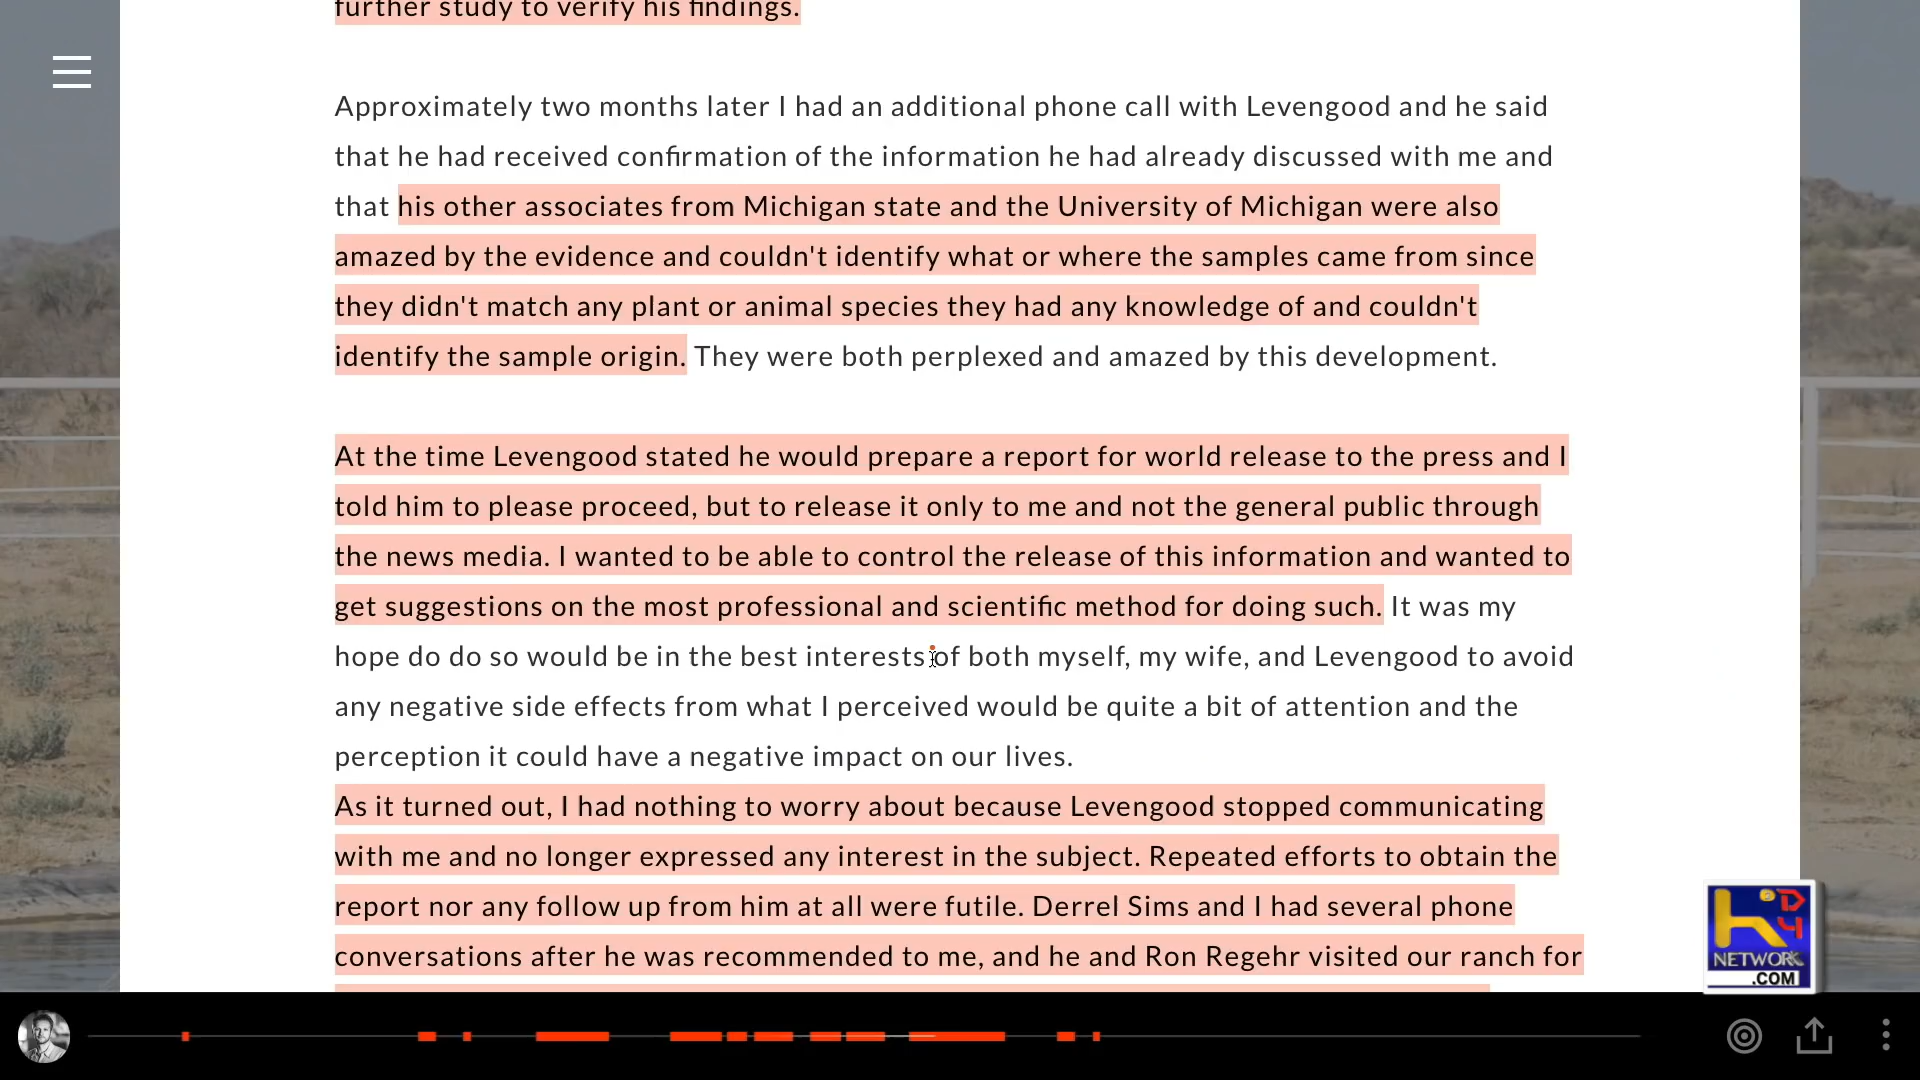 further study to verify his findings.
Approximately two months later I had an additional phone call with Levengood and he said
that he had received confirmation of the information he had already discussed with me and
that his other associates from Michigan state and the University of Michigan were also
amazed by the evidence and couldn't identify what or where the samples came from since
they didn't match any plant or animal species they had any knowledge of and couldn't
identify the sample origin. They were both perplexed and amazed by this development.
At the time Levengood stated he would prepare a report for world release to the press and I
told him to please proceed, but to release it only to me and not the general public through
the news media. I wanted to be able to control the release of this information and wanted to
get suggestions on the most professional and scientific method for doing such. It was my
hope do do so would be in the best interests of both myself, my wife, and Levengood to avoid
any negative side effects from what I perceived would be quite a bit of attention and the
perception it could have a negative impact on our lives.
As it turned out, I had nothing to worry about because Levengood stopped communicating
with me and no longer expressed any interest in the subject. Repeated efforts to obtain the
report nor any follow up from him at all were futile. Derrel Sims and I had several phone
conversations after he was recommended to me, and he and Ron Regehr visited our ranch for
NETWORK
.COM